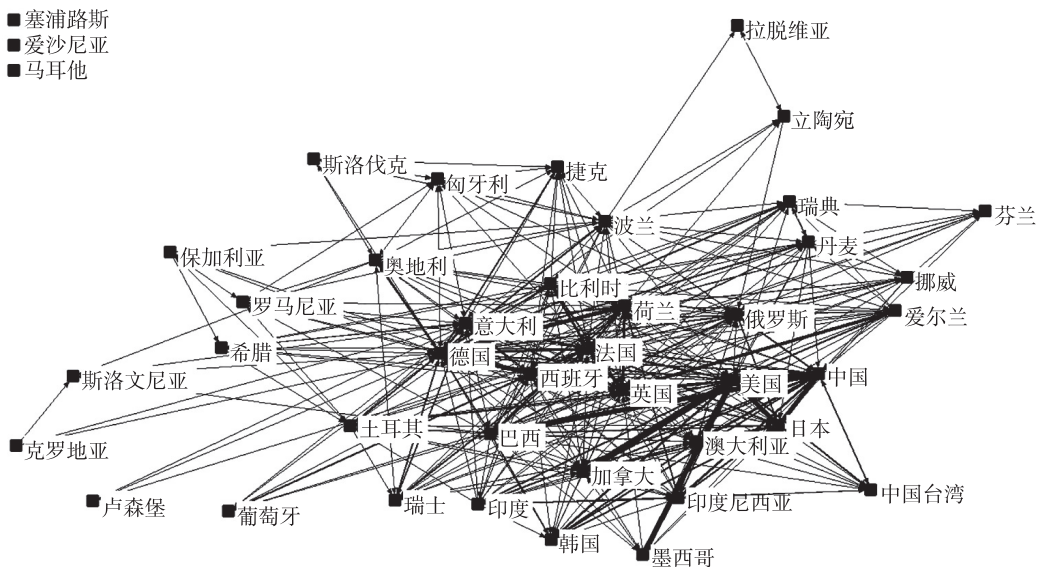 塞浦路斯
爱沙尼亚
马耳他
拉脱维亚
立陶宛
斯洛伐克
捷克
匈牙利
瑞典
芬兰
波兰
丹麦
保加利亚
奥地利
挪威
比利时
罗马尼亚
荷兰
爱尔兰
俄罗斯
意大利
希腊
德国
法国
斯洛文尼亚
西班牙
美国
中国
英国
土耳其
巴西
日本
澳大利亚
克罗地亚
加拿大
中国台湾
卢森堡
葡萄牙
瑞士
印度
印度尼西亚
韩国
墨西哥